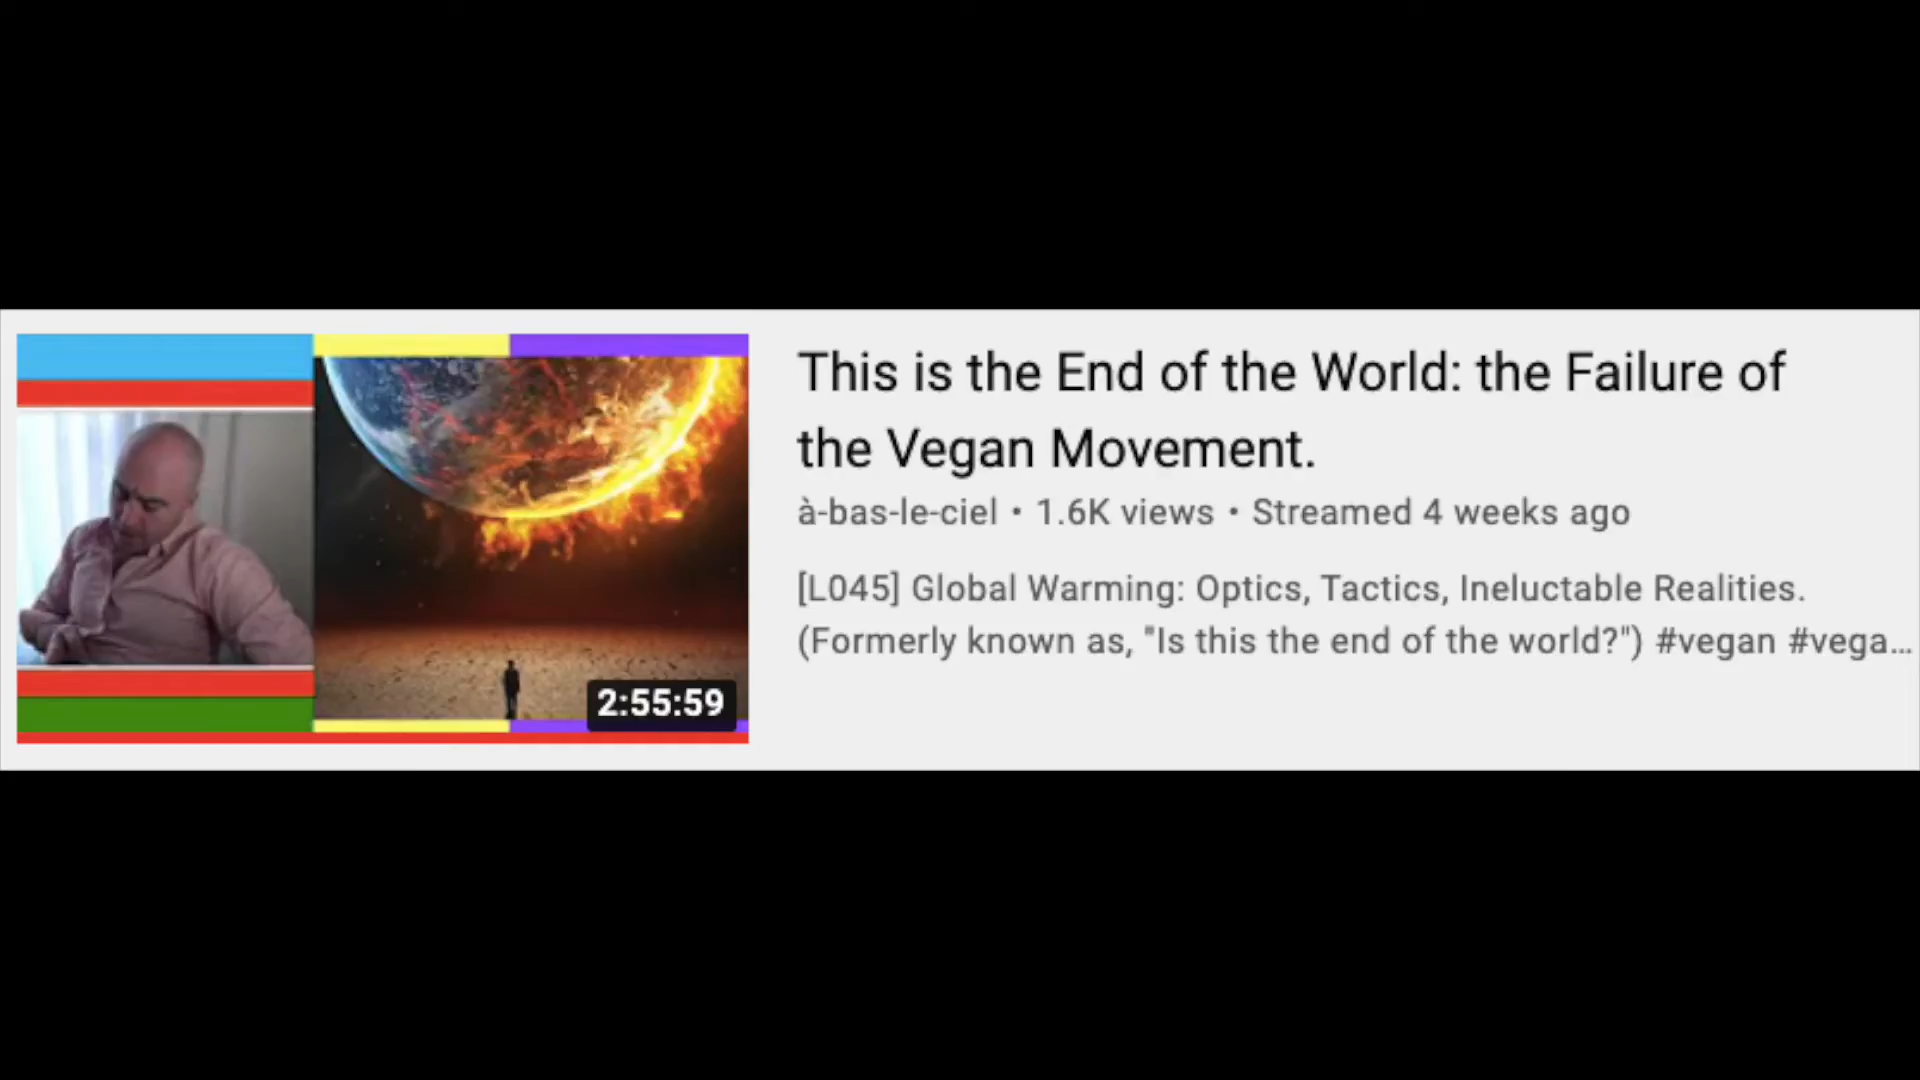 This is the End of the World: the Failure of
the Vegan Movement.
à-bas-le-ciel • 1.6K views • Streamed 4 weeks ago
[L045] Global Warming: Optics, Tactics, Ineluctable Realities.
(Formerly known as, "Is this the end of the world?") #vegan #vega...
2:55:59